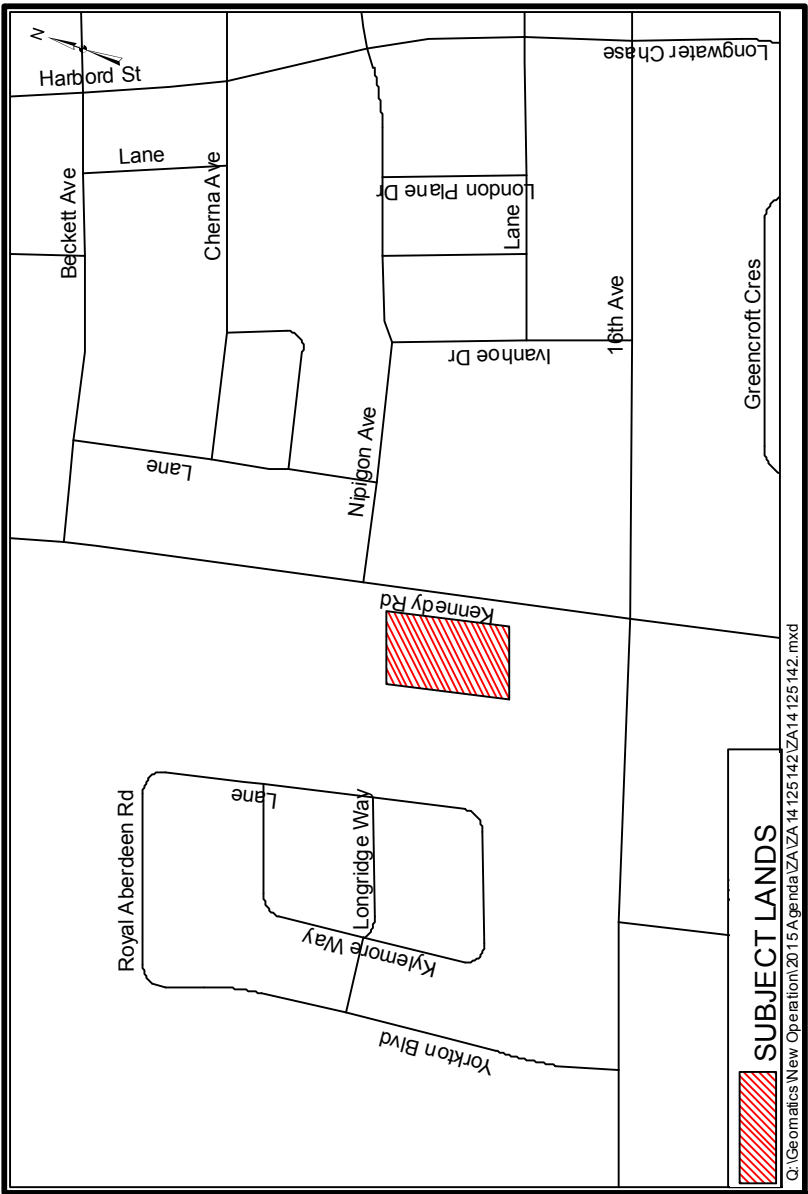 N
Harbord St
Longwater Chase
Lane
Beckett Ave
Cherna Ave
London Plane Dr
Lane
16th Ave
Ivanhoe Dr
Greencroft Cres
Lane
Nipigon Ave
Kennedy Rd
Royal Aberdeen Rd
Lane
Longridge Way
Kylemore Way
Yorkton Blvd
SUBJECT LANDS
Q:\Geomatics\New Operation\2015 Agenda\ZA\ZA14125142\ZA14125142.mxd